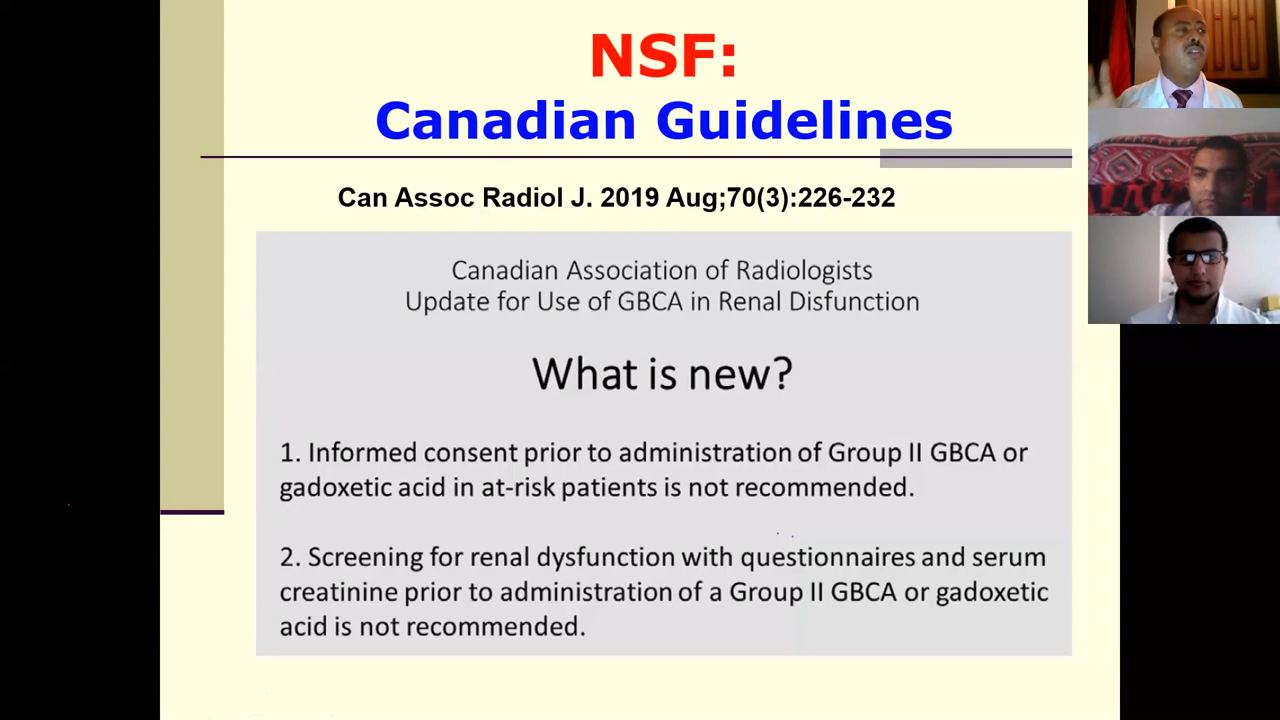 NSF:
Canadian Guidelines
Can Assoc Radiol J. 2019 Aug;70(3):226-232
Canadian Association of Radiologists
Update for Use of GBCA in Renal Disfunction
What is new?
1. Informed consent prior to administration of Group II GBCA or
gadoxetic acid in at-risk patients is not recommended.
2. Screening for renal dysfunction with questionnaires and serum
creatinine prior to administration of a Group II GBCA or gadoxetic
acid is not recommended.